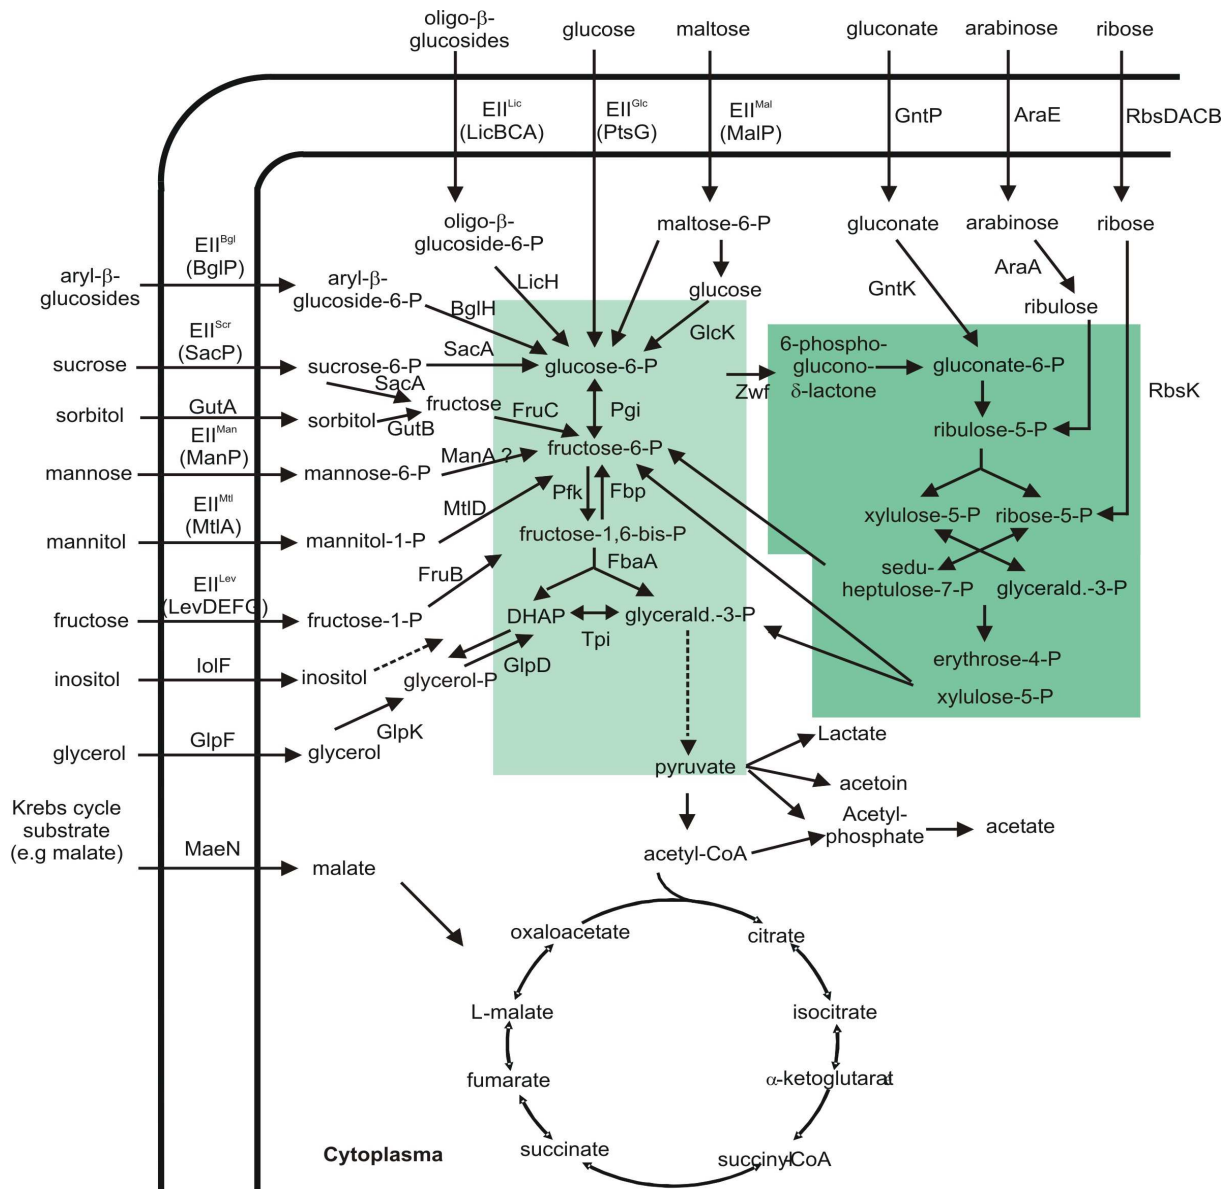 oligo-β-
glucosides
glucose
maltose
gluconate
arabinose
ribose
EII^Lic
(LicBCA)
EII^Glc
(PtsG)
EII^Mal
(MalP)
GntP
AraE
RbsDACB
oligo-β-
glucoside-6-P
maltose-6-P
gluconate
arabinose
ribose
EII^Bgl
(BglP)
aryl-β-
glucosides
aryl-β-
glucoside-6-P
LicH
BglH
glucose
GlcK
GntK
AraA
ribulose
EII^Scr
(SacP)
sucrose
sucrose-6-P
SacA
SacA
glucose-6-P
Zwf
6-phospho-
glucono-
δ-lactone
gluconate-6-P
RbsK
sorbitol
GutA
sorbitol
GutB
fructose
FruC
Pgi
ribulose-5-P
EII^Man
(ManP)
mannose
mannose-6-P
ManA ?
fructose-6-P
EII^Mtl
(MtlA)
mannitol
mannitol-1-P
MtlD
Pfk
Fbp
fructose-1,6-bis-P
FbaA
xylulose-5-P
ribose-5-P
sedu-
heptulose-7-P
glycerald.-3-P
EII^Lev
(LevDEFG)
fructose
fructose-1-P
FruB
DHAP
Tpi
glycerald.-3-P
erythrose-4-P
xylulose-5-P
inositol
IolF
inositol
glycerol-P
GlpD
GlpK
glycerol
GlpF
glycerol
pyruvate
Lactate
acetoin
Acetyl-
phosphate
acetate
Krebs cycle
substrate
(e.g malate)
MaeN
malate
acetyl-CoA
oxaloacetate
citrate
L-malate
isocitrate
fumarate
α-ketoglutarat
succinate
succinyl-CoA
Cytoplasma